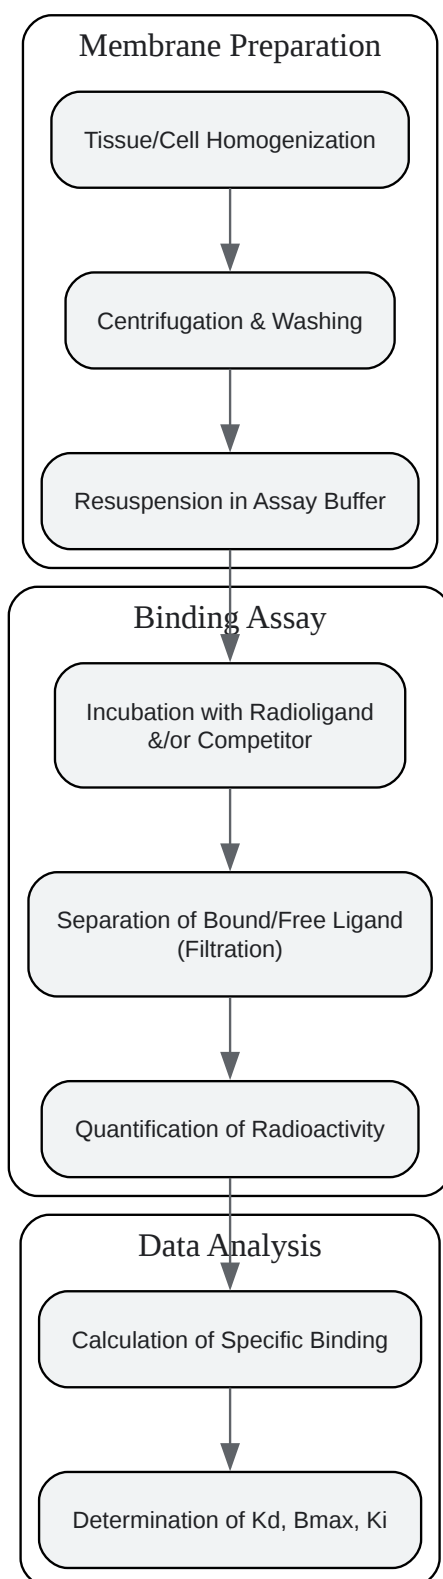 Membrane Preparation
Tissue/Cell Homogenization
Centrifugation & Washing
Resuspension in Assay Buffer
Binding Assay
Incubation with Radioligand
&/or Competitor
Separation of Bound/Free Ligand
(Filtration)
Quantification of Radioactivity
Data Analysis
Calculation of Specific Binding
Determination of Kd, Bmax, Ki